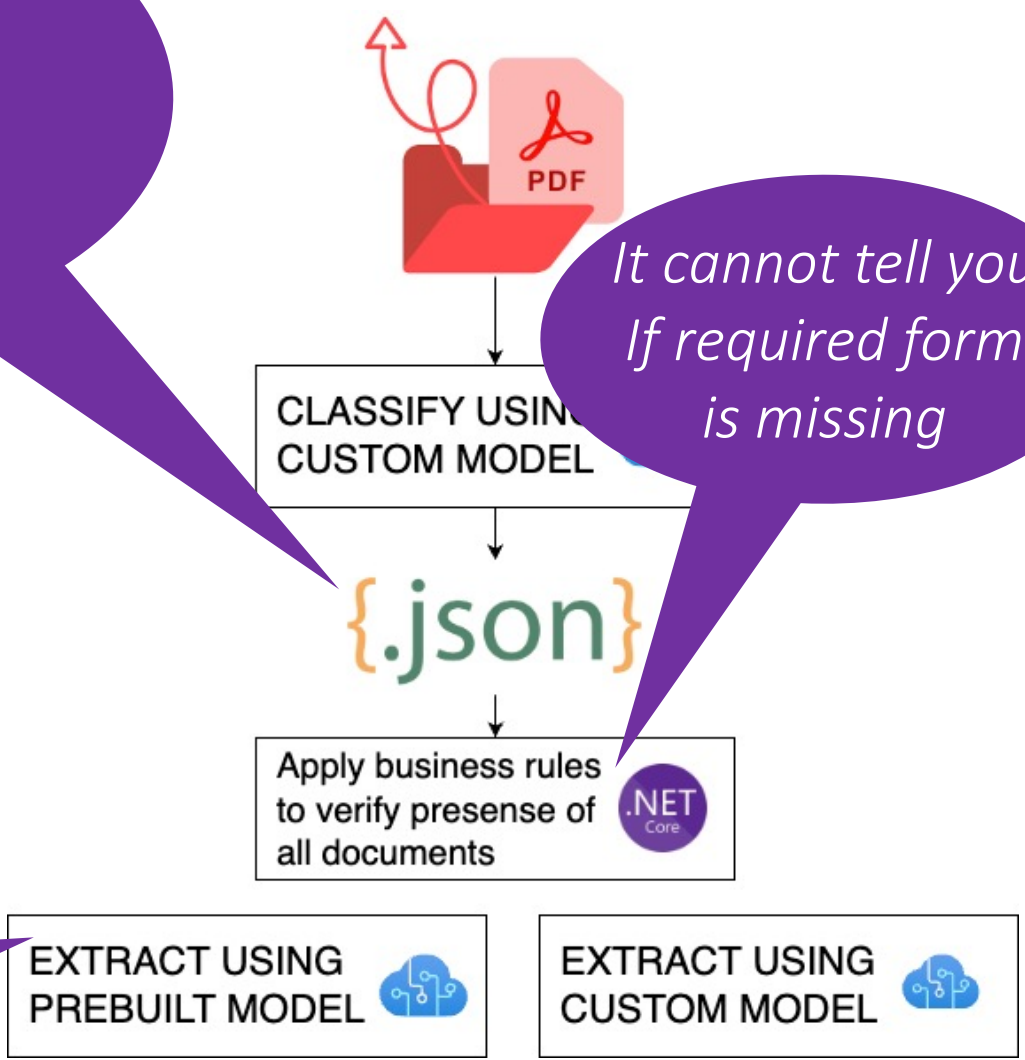 PDF
It cannot tell you
If required form
is missing
CLASSIFY USING
CUSTOM MODEL
{.json}
Apply business rules
to verify presense of
all documents
.NET
Core
EXTRACT USING
PREBUILT MODEL
EXTRACT USING
CUSTOM MODEL